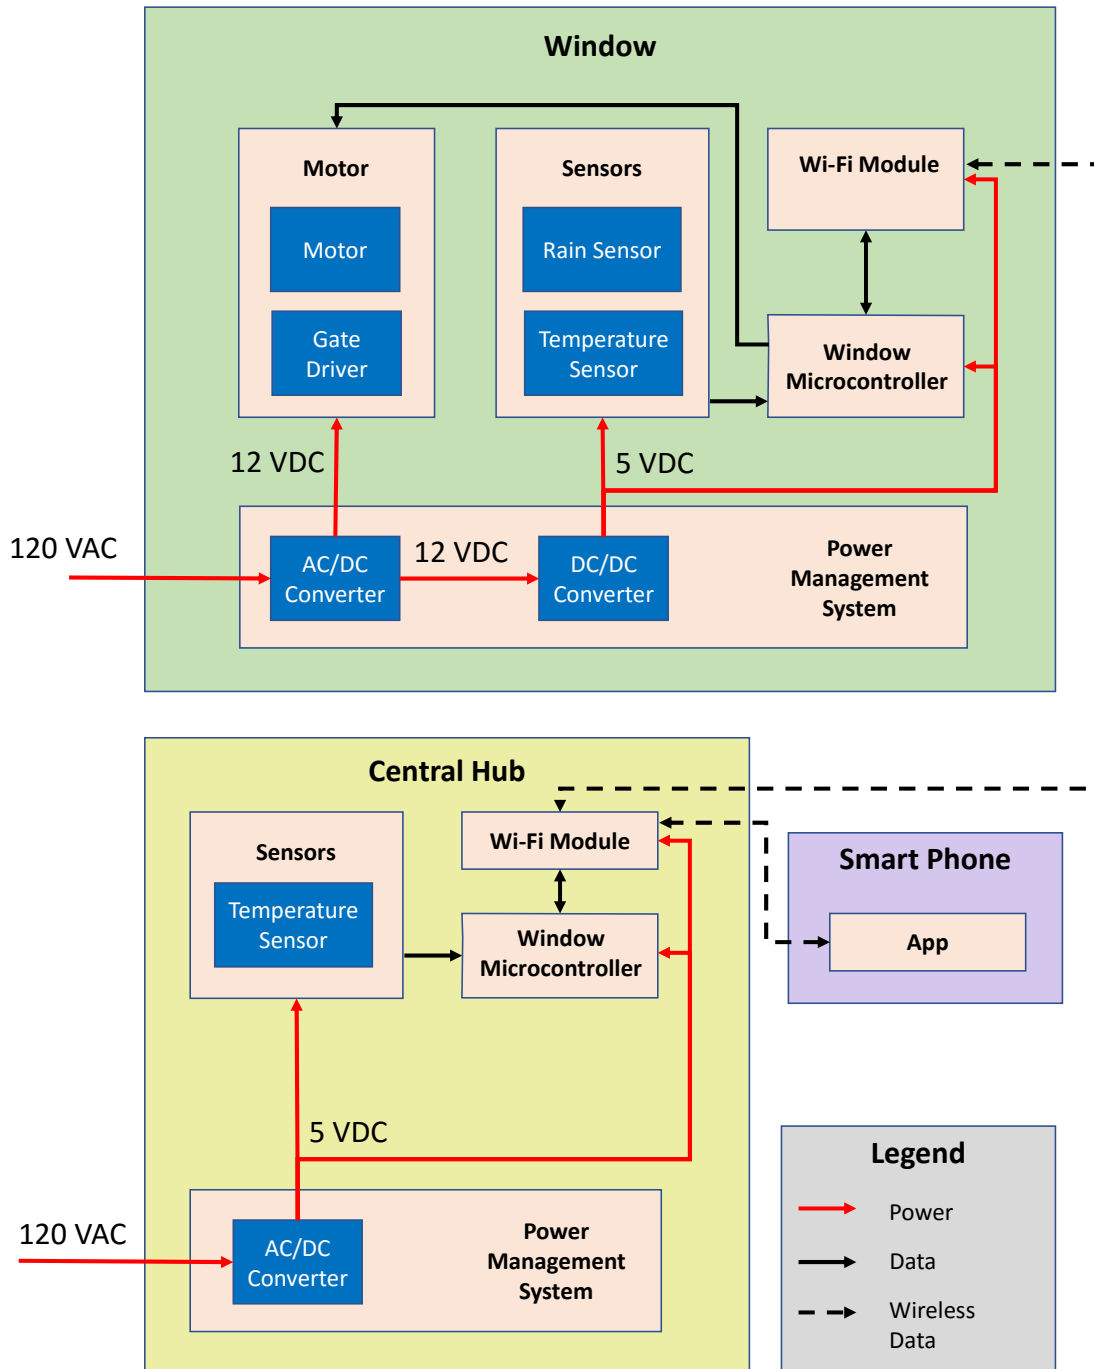 Window
Motor
Motor
Gate
Driver
Sensors
Rain Sensor
Temperature
Sensor
Wi-Fi Module
Window
Microcontroller
12 VDC
5 VDC
120 VAC
AC/DC
Converter
12 VDC
DC/DC
Converter
Power
Management
System
Central Hub
Sensors
Temperature
Sensor
Wi-Fi Module
Window
Microcontroller
5 VDC
120 VAC
AC/DC
Converter
Power
Management
System
Smart Phone
App
Legend
Power
Data
Wireless
Data